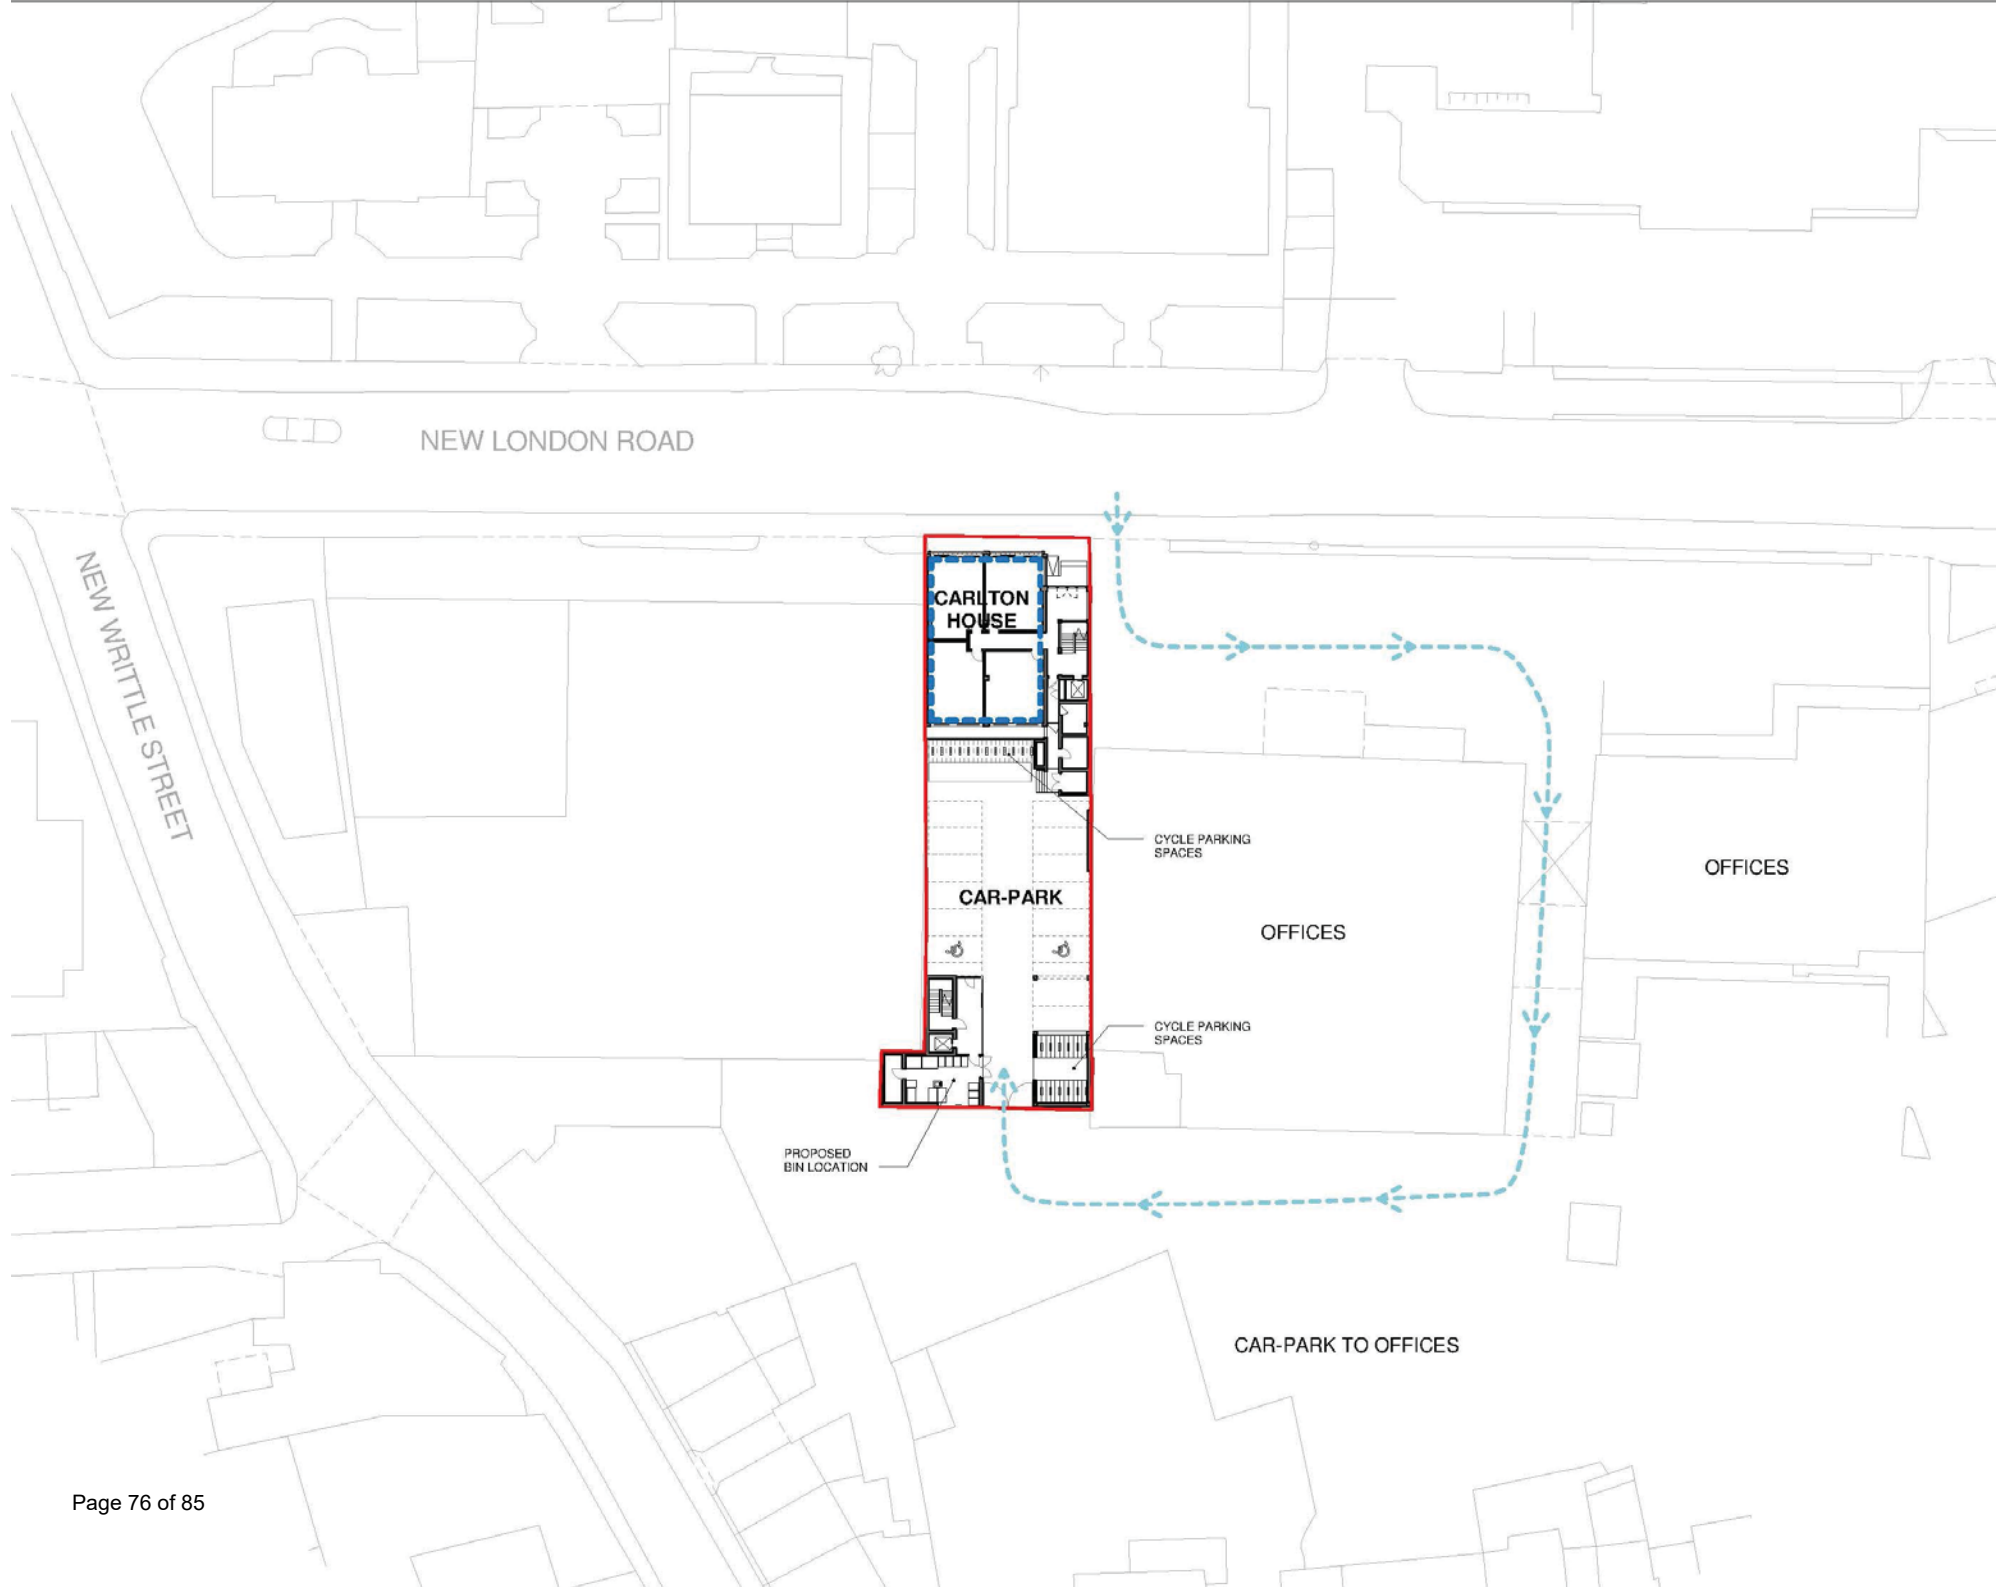 NEW LONDON ROAD
NEW WRITTLE STREET
CARLTON
HOUSE
CYCLE PARKING
SPACES
OFFICES
CAR-PARK
OFFICES
CYCLE PARKING
SPACES
PROPOSED
BIN LOCATION
CAR-PARK TO OFFICES
Page 76 of 85